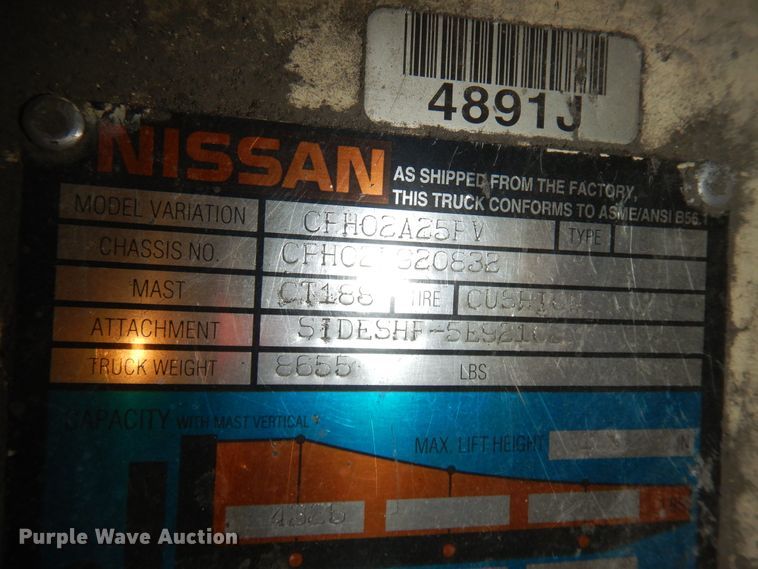 4891J
NISSAN
AS SHIPPED FROM THE FACTORY,
THIS TRUCK CONFORMS TO ASME/ANSI B56.1
MODEL VARIATION CPH02A25PV TYPE
CHASSIS NO.
MAST CT188 TIRE
ATTACHMENT
TRUCK WEIGHT 8655 LBS
CAPACITY WITH MAST VERTICAL
MAX. LIFT HEIGHT IN
LBS
Purple Wave Auction